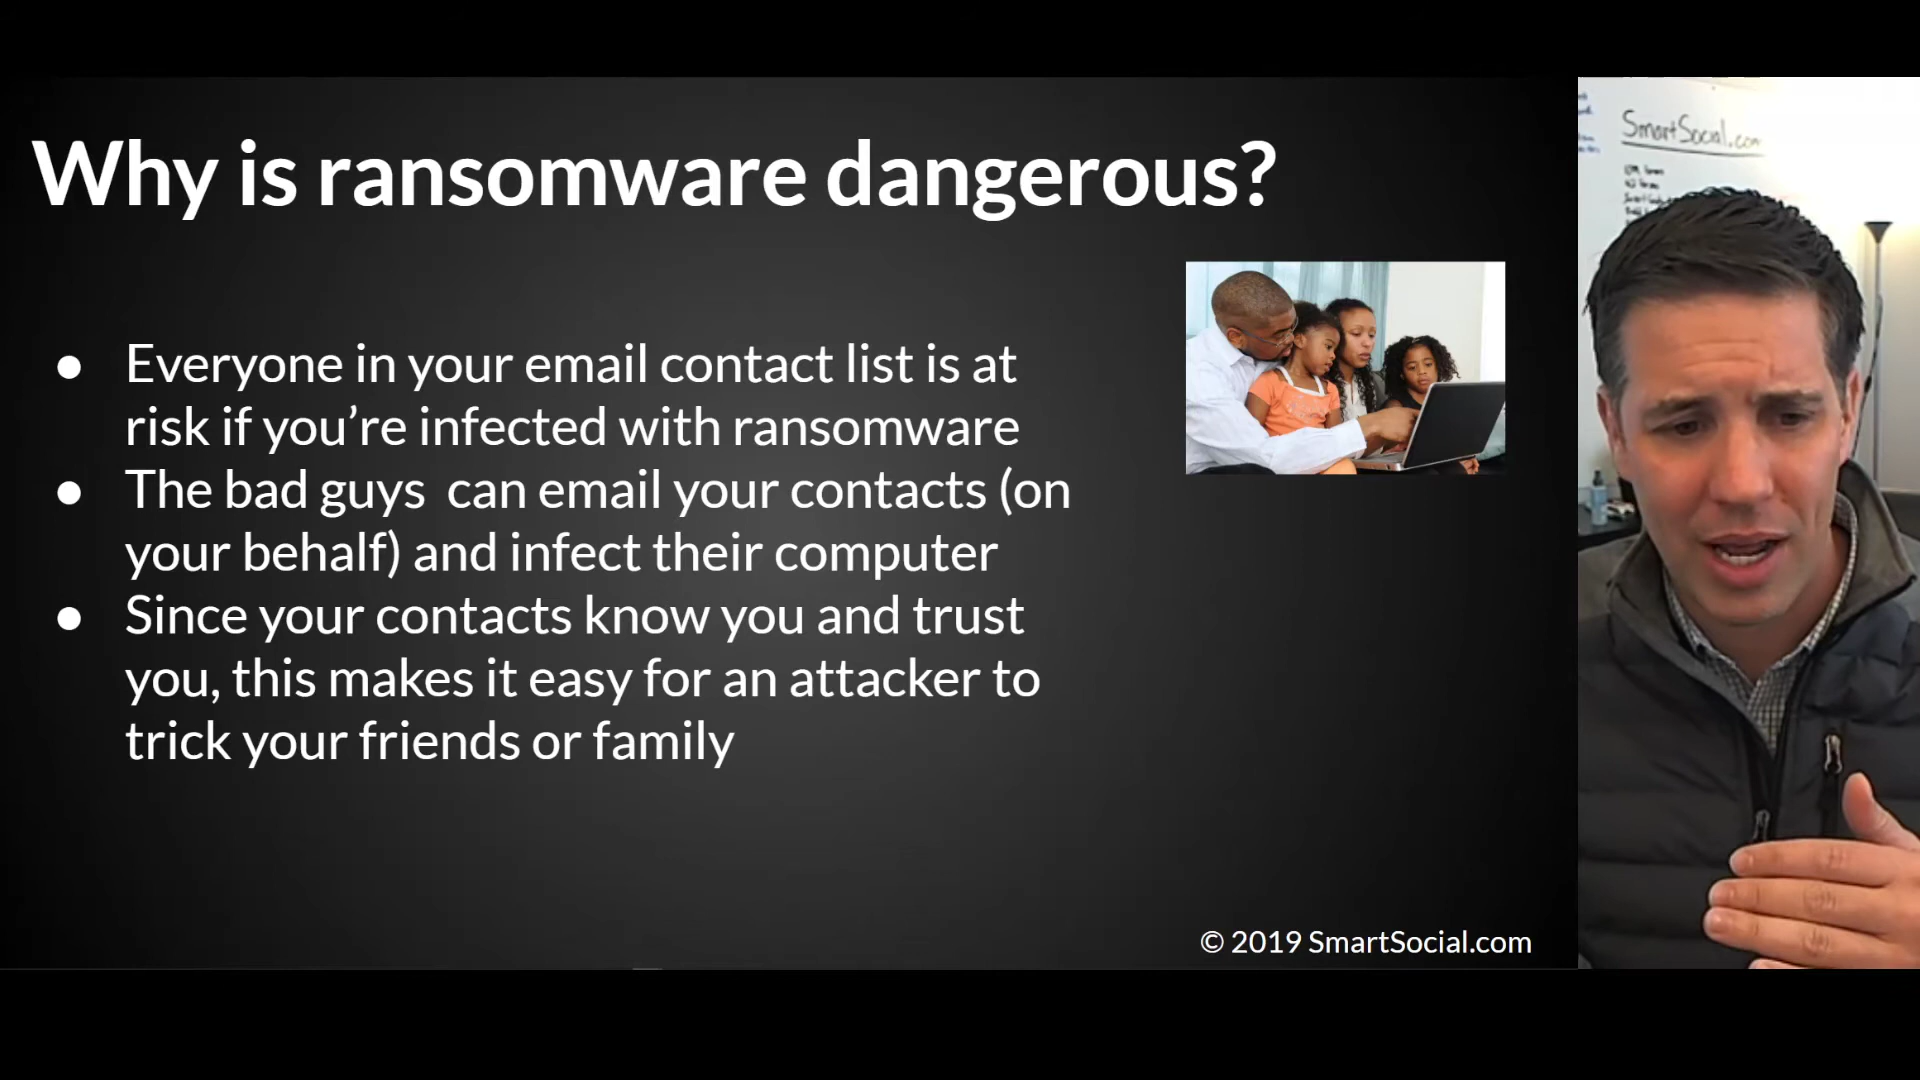 Why is ransomware dangerous?
● Everyone in your email contact list is at
risk if you’re infected with ransomware
● The bad guys  can email your contacts (on
your behalf) and infect their computer
● Since your contacts know you and trust
you, this makes it easy for an attacker to
trick your friends or family
© 2019 SmartSocial.com
SmartSocial.com